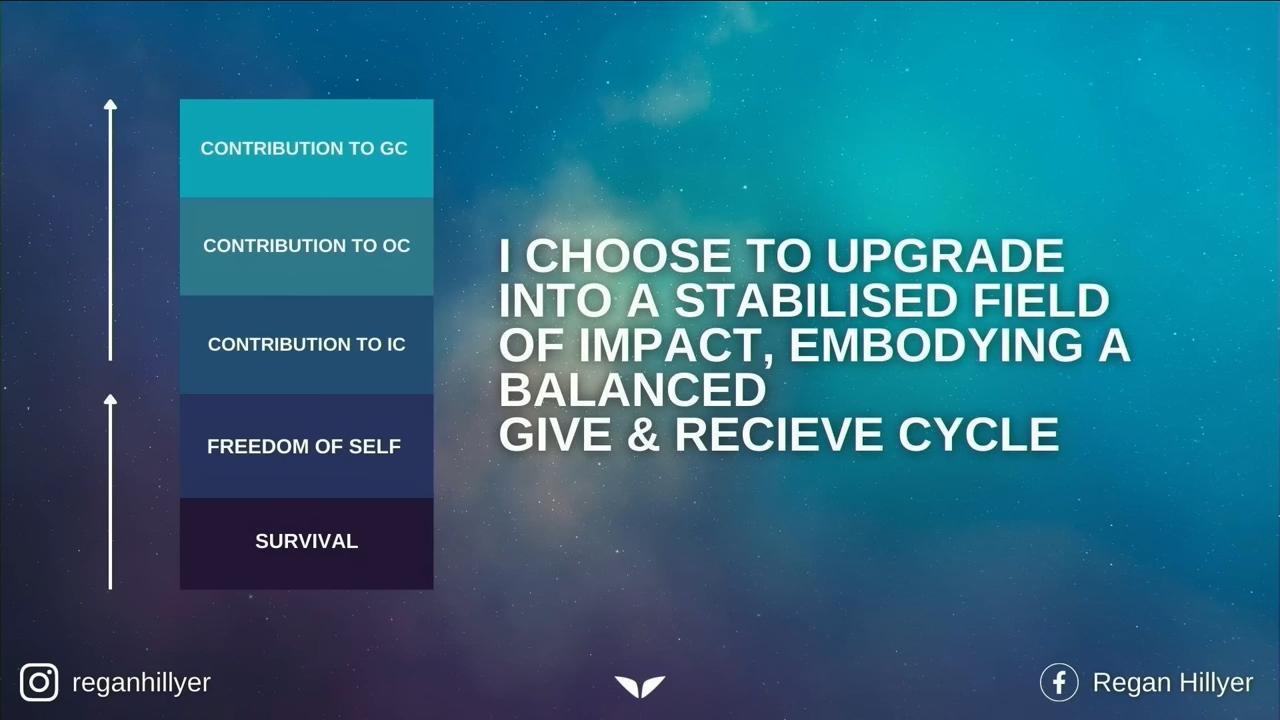 CONTRIBUTION TO GC
CONTRIBUTION TO OC
CONTRIBUTION TO IC
FREEDOM OF SELF
SURVIVAL
I CHOOSE TO UPGRADE
INTO A STABILISED FIELD
OF IMPACT, EMBODYING A
BALANCED
GIVE & RECIEVE CYCLE
reganhillyer
Regan Hillyer